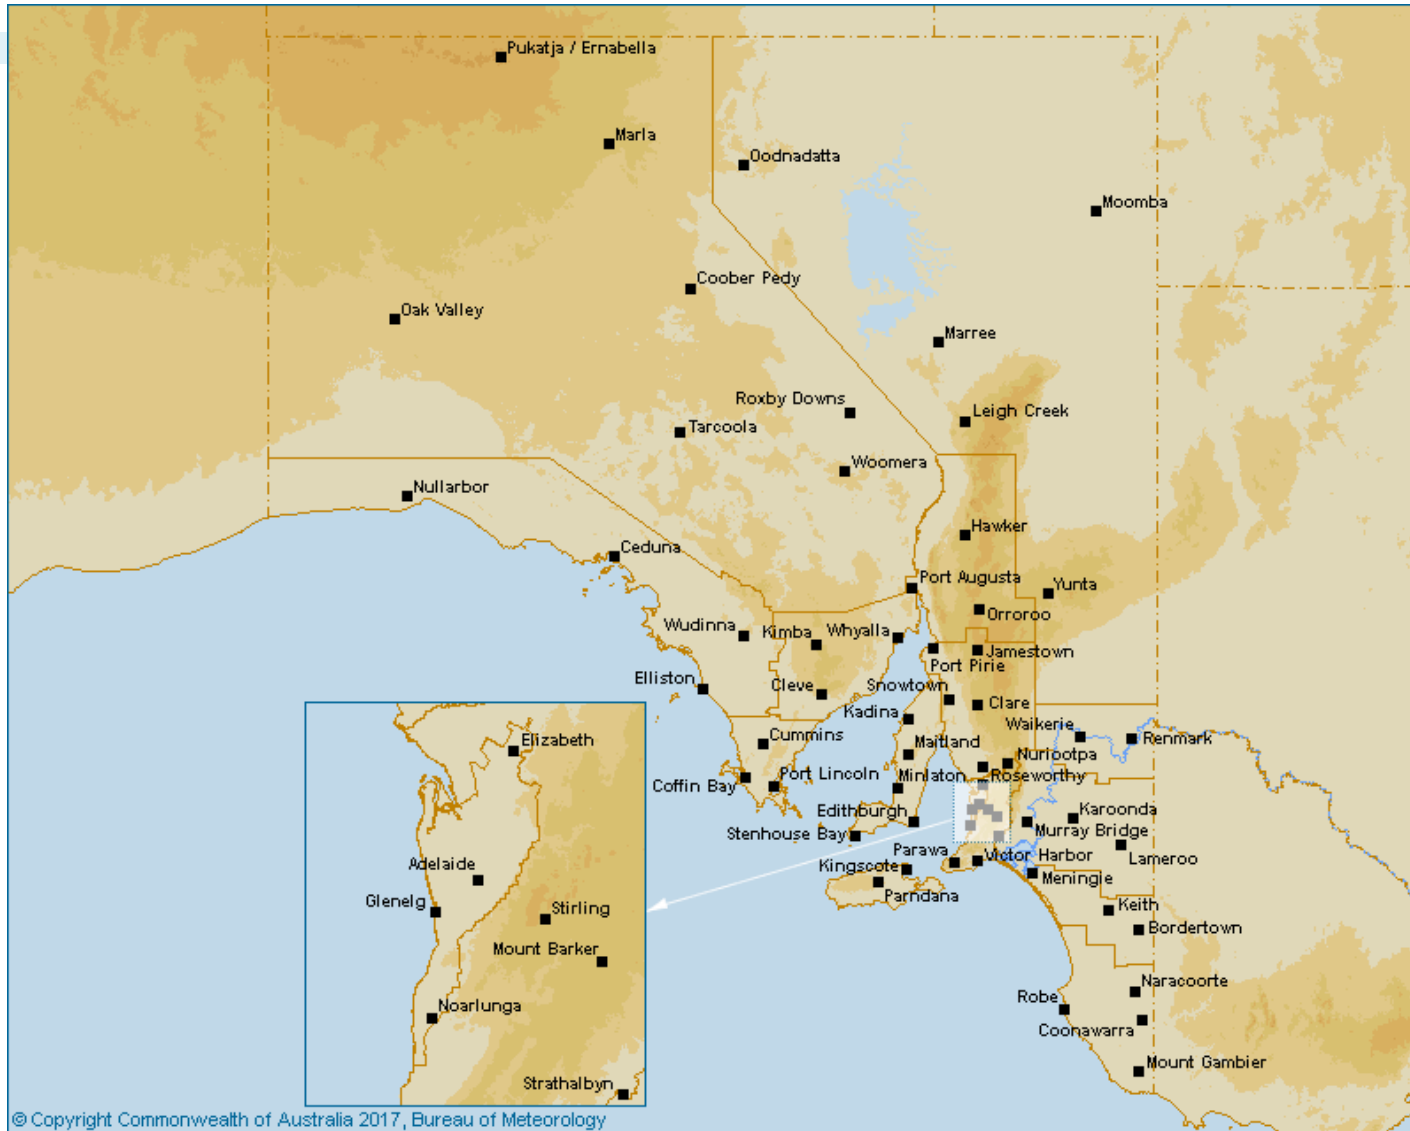 Pukatja / Ernabella
Marla
Oodnadatta
Moomba
Coober Pedy
Oak Valley
Marree
Roxby Downs
Leigh Creek
Tarcoola
Woomera
Nullarbor
Hawker
Ceduna
Port Augusta
Yunta
Orroroo
Wudinna
Kimba
Whyalla
Jamestown
Port Pirie
Elliston
Cleve
Snowtown
Clare
Kadina
Waikerie
Renmark
Cummins
Maitland
Nuriootpa
Coffin Bay
Port Lincoln
Minlaton
Roseworthy
Edithburgh
Karoonda
Stenhouse Bay
Murray Bridge
Lameroo
Parawa
Victor Harbor
Kingscote
Meningie
Parndana
Keith
Bordertown
Naracoorte
Robe
Coonawarra
Mount Gambier
Elizabeth
Adelaide
Glenelg
Stirling
Mount Barker
Noarlunga
Strathalbyn
© Copyright Commonwealth of Australia 2017, Bureau of Meteorology